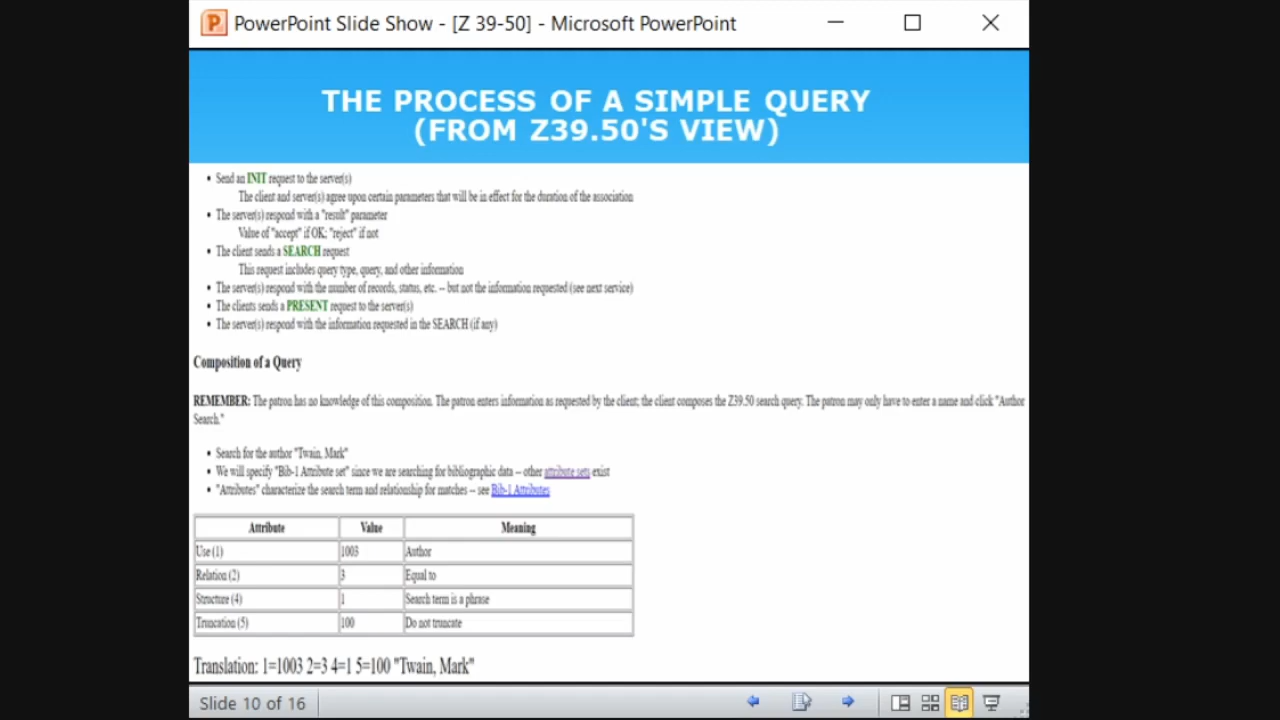 PowerPoint Slide Show - [Z 39-50] - Microsoft PowerPoint
THE PROCESS OF A SIMPLE QUERY
(FROM Z39.50'S VIEW)
• Send an INIT request to the server(s)
The client and server(s) agree upon certain parameters that will be in effect for the duration of the association
• The server(s) respond with a "result" parameter
Value of "accept" if OK; "reject" if not
• The client sends a SEARCH request
This request includes query type, query, and other information
• The server(s) respond with the number of records, status, etc. -- but not the information requested (see next service)
• The clients sends a PRESENT request to the server(s)
• The server(s) respond with the information requested in the SEARCH (if any)
Composition of a Query
REMEMBER: The patron has no knowledge of this composition. The patron enters information as requested by the client; the client composes the Z39.50 search query. The patron may only have to enter a name and click "Author
Search."
• Search for the author "Twain, Mark"
• We will specify "Bib-1 Attribute set" since we are searching for bibliographic data -- other attribute sets exist
• "Attributes" characterize the search term and relationship for matches -- see Bib-1 Attributes
Attribute Value Meaning
Use (1) 1003 Author
Relation (2) 3 Equal to
Structure (4) 1 Search term is a phrase
Truncation (5) 100 Do not truncate
Translation: 1=1003 2=3 4=1 5=100 "Twain, Mark"
Slide 10 of 16